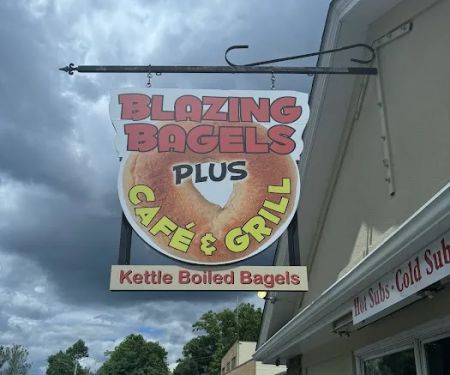 BLAZING
BAGELS
PLUS
CAFÉ & GRILL
Kettle Boiled Bagels
Hot Subs • Cold Sub